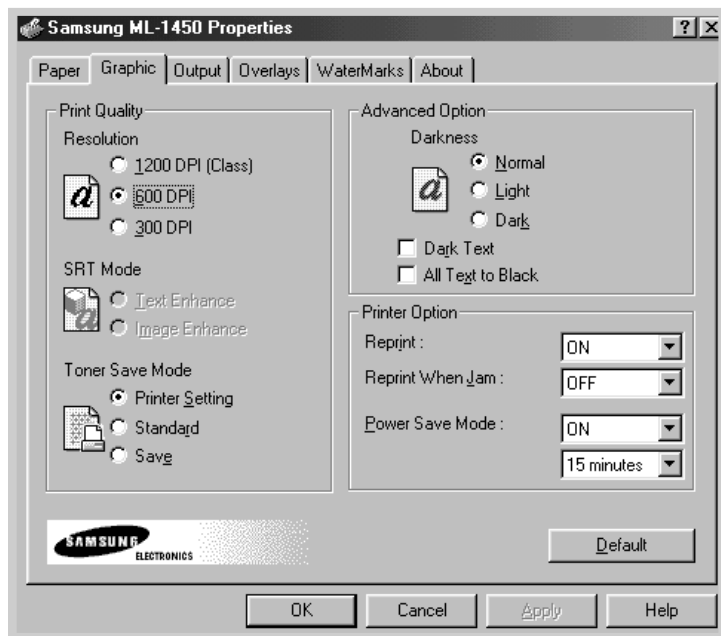 Samsung ML-1450 Properties
Paper Graphic Output Overlays WaterMarks About
Print Quality
Resolution
1200 DPI (Class)
600 DPI
300 DPI
SRT Mode
Text Enhance
Image Enhance
Toner Save Mode
Printer Setting
Standard
Save
Advanced Option
Darkness
Normal
Light
Dark
Dark Text
All Text to Black
Printer Option
Reprint : ON
Reprint When Jam : OFF
Power Save Mode : ON
15 minutes
SAMSUNG
ELECTRONICS
Default
OK Cancel Apply Help